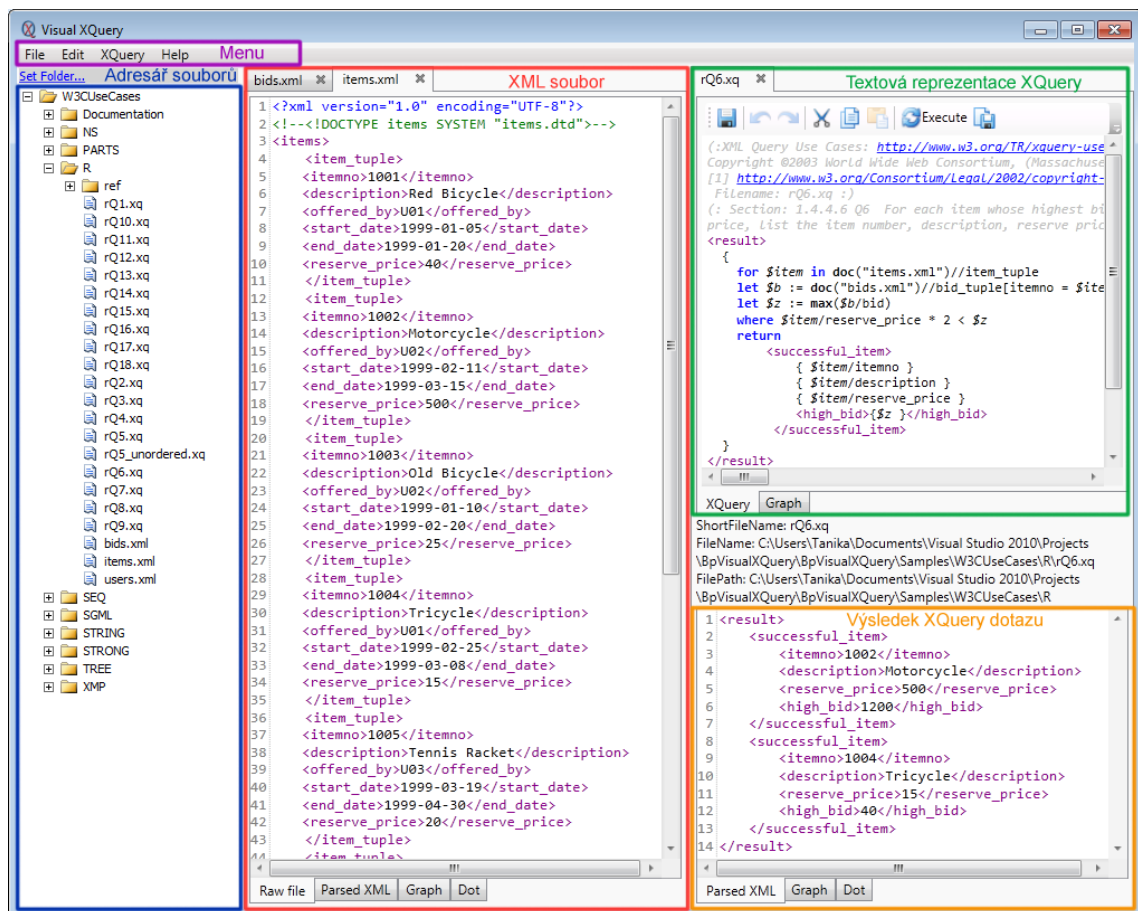 Visual XQuery
File Edit XQuery Help Menu
Set Folder... Adresář souborů
W3CUseCases
Documentation
NS
PARTS
R
ref
rQ1.xq
rQ10.xq
rQ11.xq
rQ12.xq
rQ13.xq
rQ14.xq
rQ15.xq
rQ16.xq
rQ17.xq
rQ18.xq
rQ2.xq
rQ3.xq
rQ4.xq
rQ5.xq
rQ5_unordered.xq
rQ6.xq
rQ7.xq
rQ8.xq
rQ9.xq
bids.xml
items.xml
users.xml
SEQ
SGML
STRING
STRONG
TREE
XMP
bids.xml items.xml XML soubor
1 <?xml version="1.0" encoding="UTF-8"?>
2 <!--<!DOCTYPE items SYSTEM "items.dtd">-->
3 <items>
4 <item_tuple>
5 <itemno>1001</itemno>
6 <description>Red Bicycle</description>
7 <offered_by>U01</offered_by>
8 <start_date>1999-01-05</start_date>
9 <end_date>1999-01-20</end_date>
10 <reserve_price>40</reserve_price>
11 </item_tuple>
12 <item_tuple>
13 <itemno>1002</itemno>
14 <description>Motorcycle</description>
15 <offered_by>U02</offered_by>
16 <start_date>1999-02-11</start_date>
17 <end_date>1999-03-15</end_date>
18 <reserve_price>500</reserve_price>
19 </item_tuple>
20 <item_tuple>
21 <itemno>1003</itemno>
22 <description>Old Bicycle</description>
23 <offered_by>U02</offered_by>
24 <start_date>1999-01-10</start_date>
25 <end_date>1999-02-20</end_date>
26 <reserve_price>25</reserve_price>
27 </item_tuple>
28 <item_tuple>
29 <itemno>1004</itemno>
30 <description>Tricycle</description>
31 <offered_by>U01</offered_by>
32 <start_date>1999-02-25</start_date>
33 <end_date>1999-03-08</end_date>
34 <reserve_price>15</reserve_price>
35 </item_tuple>
36 <item_tuple>
37 <itemno>1005</itemno>
38 <description>Tennis Racket</description>
39 <offered_by>U03</offered_by>
40 <start_date>1999-03-19</start_date>
41 <end_date>1999-04-30</end_date>
42 <reserve_price>20</reserve_price>
43 </item_tuple>
44 <item_tuple>
Raw file Parsed XML Graph Dot
rQ6.xq Textová reprezentace XQuery
Execute
(:XML Query Use Cases: http://www.w3.org/TR/xquery-use
Copyright ©2003 World Wide Web Consortium, (Massachuse
[1] http://www.w3.org/Consortium/Legal/2002/copyright-
Filename: rQ6.xq :)
(: Section: 1.4.4.6 Q6 For each item whose highest bi
price, list the item number, description, reserve pric
<result>
{
for $item in doc("items.xml")//item_tuple
let $b := doc("bids.xml")//bid_tuple[itemno = $ite
let $z := max($b/bid)
where $item/reserve_price * 2 < $z
return
<successful_item>
{ $item/itemno }
{ $item/description }
{ $item/reserve_price }
<high_bid>{$z }</high_bid>
</successful_item>
}
</result>
XQuery Graph
ShortFileName: rQ6.xq
FileName: C:\Users\Tanika\Documents\Visual Studio 2010\Projects
\BpVisualXQuery\BpVisualXQuery\Samples\W3CUseCases\R\rQ6.xq
FilePath: C:\Users\Tanika\Documents\Visual Studio 2010\Projects
\BpVisualXQuery\BpVisualXQuery\Samples\W3CUseCases\R
1 <result> Výsledek XQuery dotazu
2 <successful_item>
3 <itemno>1002</itemno>
4 <description>Motorcycle</description>
5 <reserve_price>500</reserve_price>
6 <high_bid>1200</high_bid>
7 </successful_item>
8 <successful_item>
9 <itemno>1004</itemno>
10 <description>Tricycle</description>
11 <reserve_price>15</reserve_price>
12 <high_bid>40</high_bid>
13 </successful_item>
14 </result>
Parsed XML Graph Dot